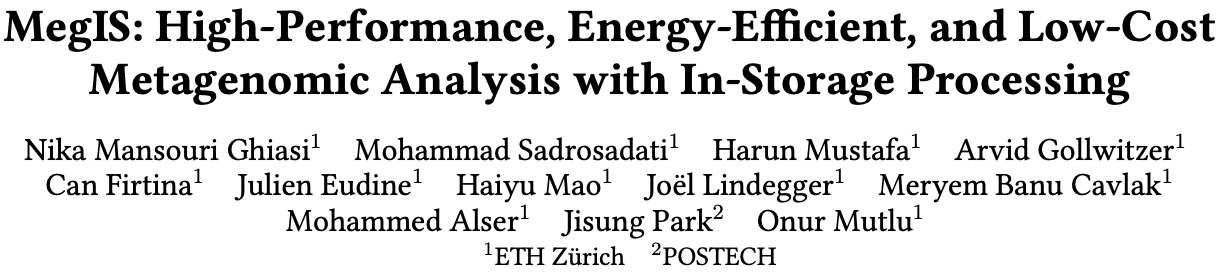 MegIS: High-Performance, Energy-Efficient, and Low-Cost
Metagenomic Analysis with In-Storage Processing
Nika Mansouri Ghiasi¹ Mohammad Sadrosadati¹ Harun Mustafa¹ Arvid Gollwitzer¹
Can Firtina¹ Julien Eudine¹ Haiyu Mao¹ Joël Lindegger¹ Meryem Banu Cavlak¹
Mohammed Alser¹ Jisung Park² Onur Mutlu¹
¹ETH Zürich ²POSTECH